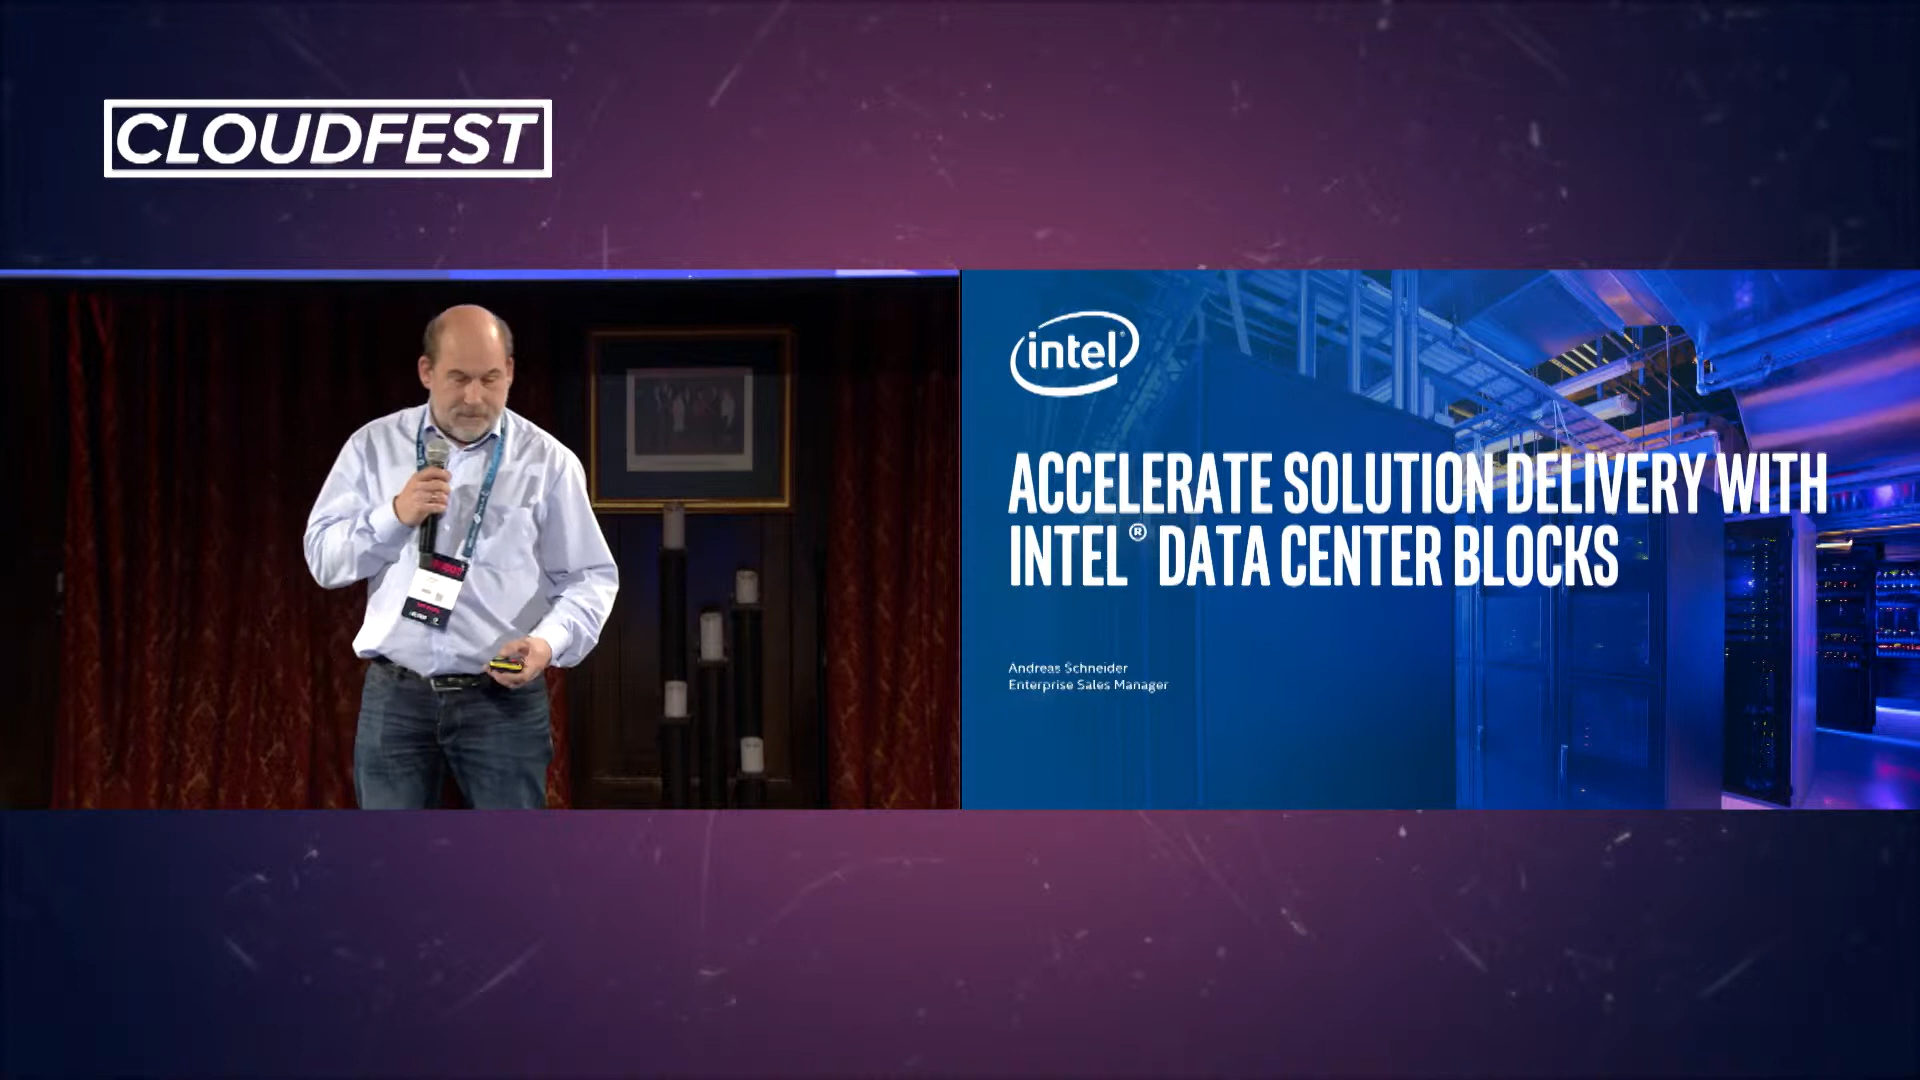 CLOUDFEST
intel
ACCELERATE SOLUTION DELIVERY WITH
INTEL® DATA CENTER BLOCKS
Andreas Schneider
Enterprise Sales Manager